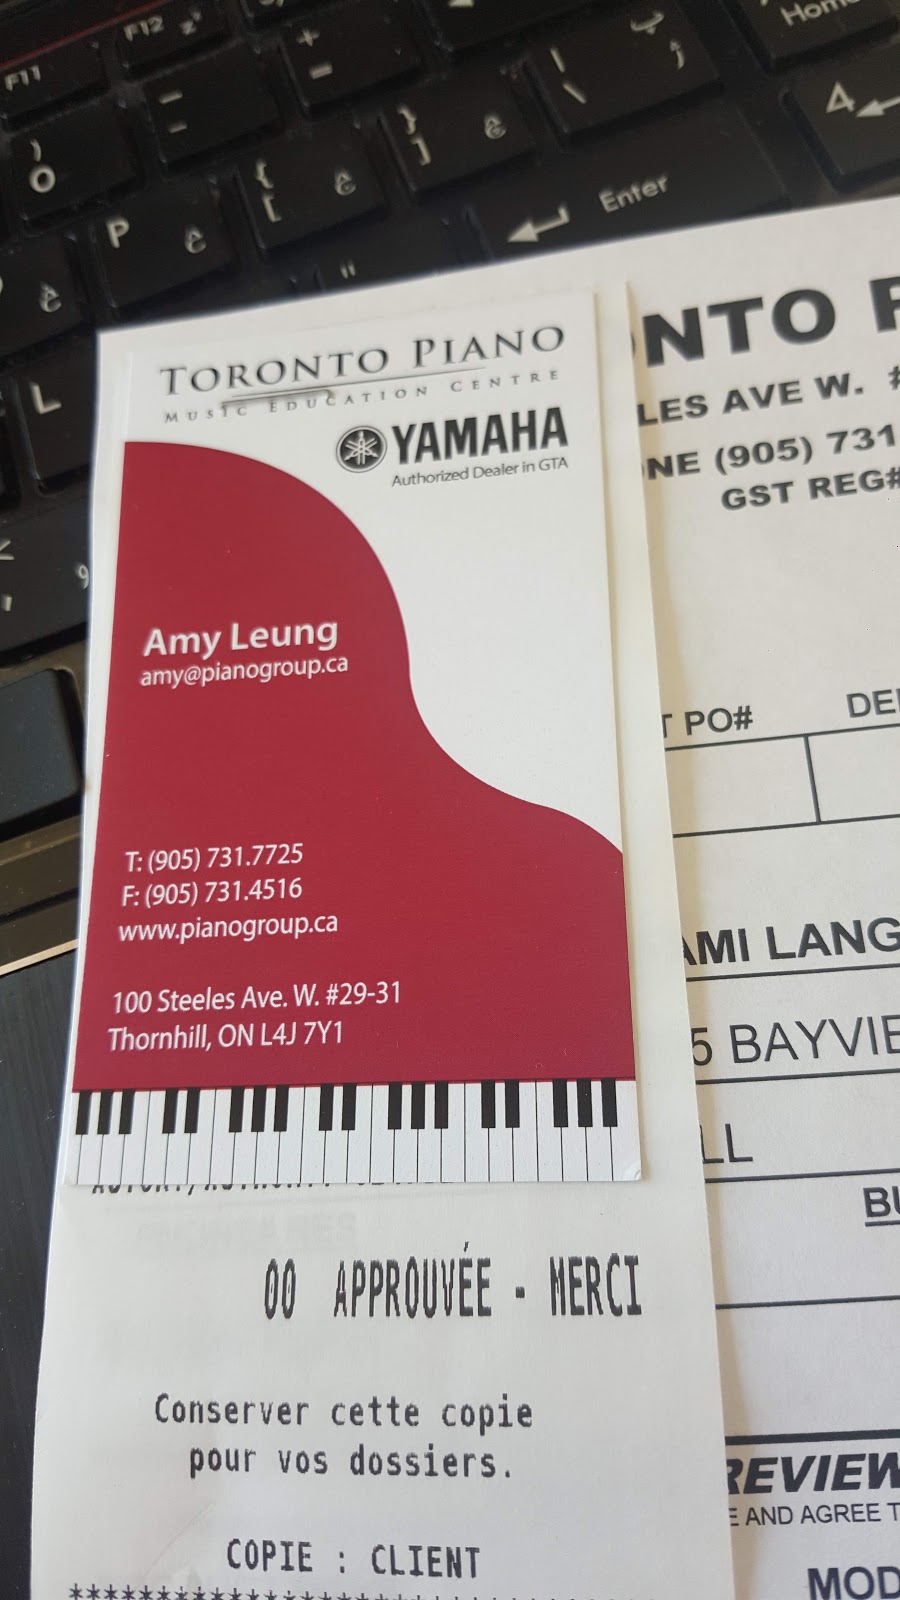 F11
F12
Home
Enter
P
L
TORONTO PIANO
MUSIC EDUCATION CENTRE
YAMAHA
Authorized Dealer in GTA
Amy Leung
amy@pianogroup.ca
T: (905) 731.7725
F: (905) 731.4516
www.pianogroup.ca
100 Steeles Ave. W. #29-31
Thornhill, ON L4J 7Y1
00 APPROUVÉE - MERCI
Conserver cette copie
pour vos dossiers.
COPIE : CLIENT
********************************
NTO P
LES AVE W. #
NE (905) 731
GST REG#
T PO#
DE
AMI LANG
5 BAYVIE
LL
BU
REVIEW
E AND AGREE T
MOD